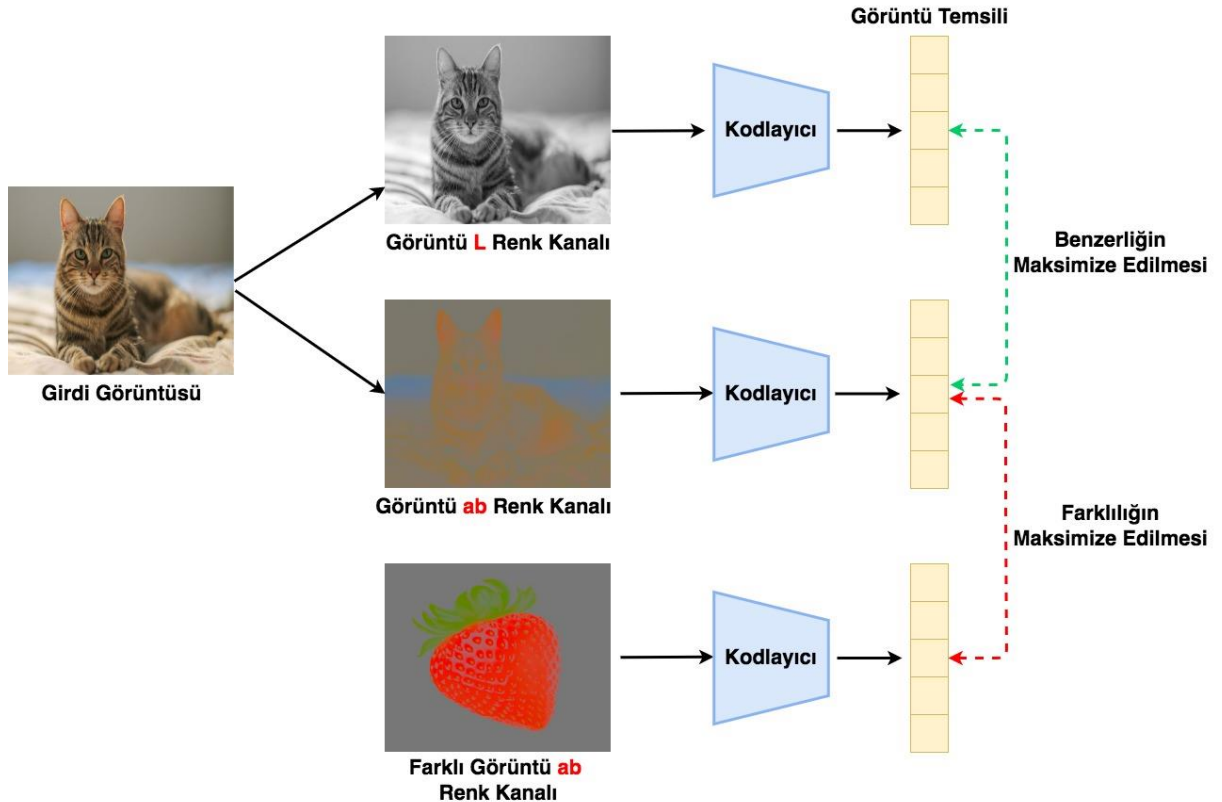 Görüntü Temsili
Kodlayıcı
Görüntü L Renk Kanalı
Benzerliğin
Maksimize Edilmesi
Girdi Görüntüsü
Kodlayıcı
Görüntü ab Renk Kanalı
Farklılığın
Maksimize Edilmesi
Kodlayıcı
Farklı Görüntü ab
Renk Kanalı